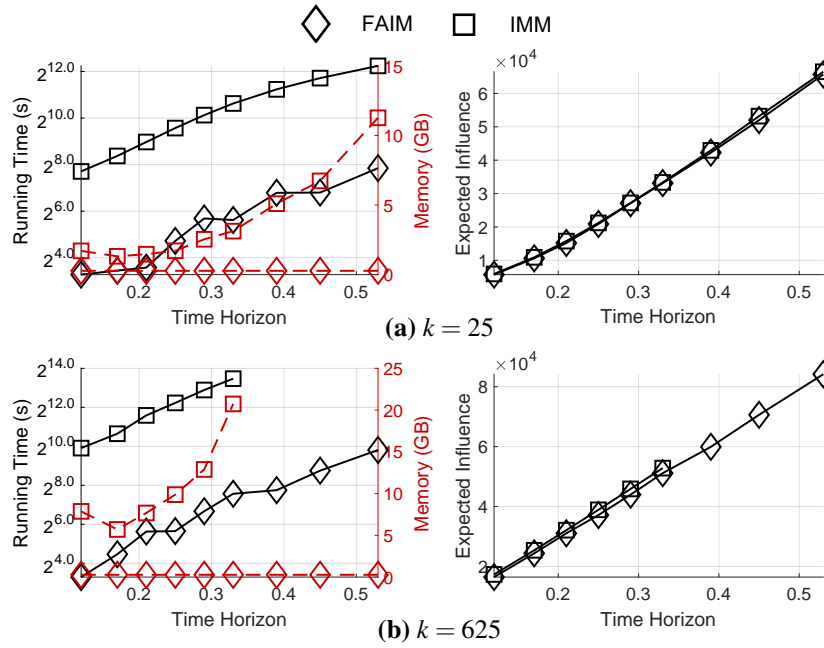 FAIM IMM
2^12.0
2^10.0
2^8.0
2^6.0
2^4.0
Running Time (s)
15
10
5
0
Memory (GB)
0.2 0.3 0.4 0.5
Time Horizon
×10^4
6
5
4
3
2
1
Expected Influence
0.2 0.3 0.4 0.5
Time Horizon
(a) k = 25
2^14.0
2^10.0
2^8.0
2^6.0
2^4.0
Running Time (s)
25
20
15
10
5
0
Memory (GB)
0.2 0.3 0.4 0.5
Time Horizon
×10^4
8
6
4
20
Expected Influence
0.2 0.3 0.4 0.5
Time Horizon
(b) k = 625